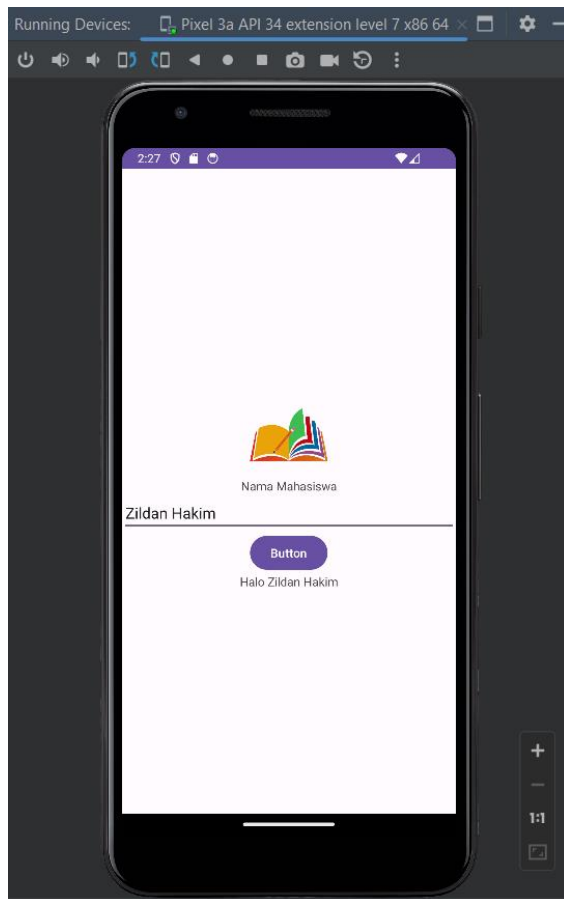 Running Devices: Pixel 3a API 34 extension level 7 x86 64
2:27
Nama Mahasiswa
Zildan Hakim
Button
Halo Zildan Hakim
1:1